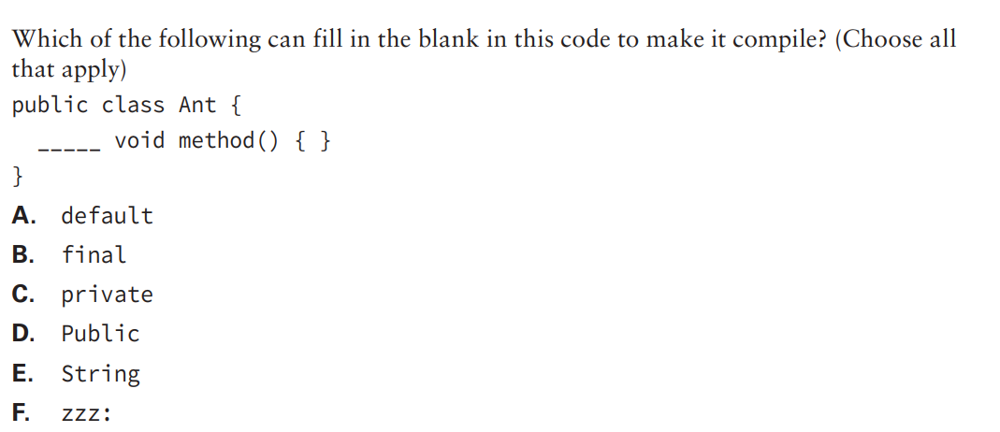 Which of the following can fill in the blank in this code to make it compile? (Choose all
that apply)
public class Ant {
_____ void method() { }
}
A. default
B. final
C. private
D. Public
E. String
F. zzz: